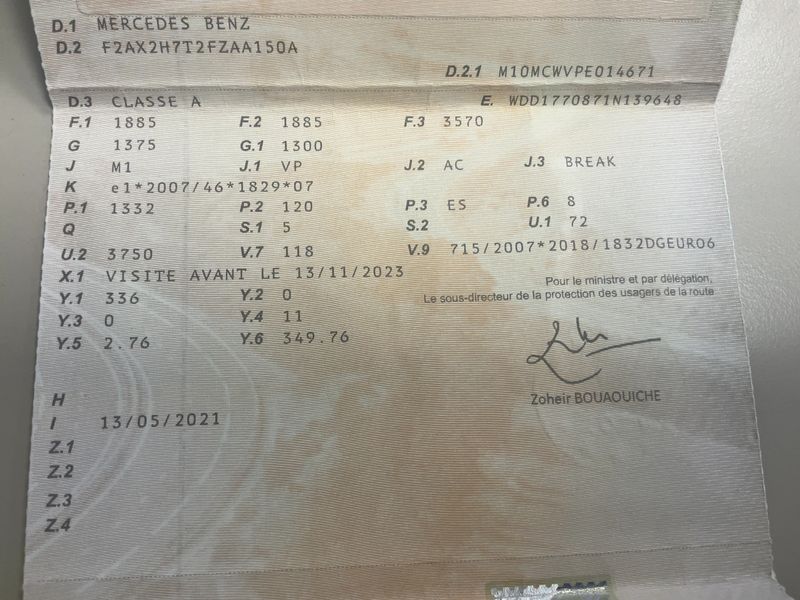 D.1 MERCEDES BENZ
D.2 F2AX2H7T2FZAA150A
D.2.1 M10MCWVPE014671
D.3 CLASSE A E. WDD1770871N139648
F.1 1885 F.2 1885 F.3 3570
G 1375 G.1 1300
J M1 J.1 VP J.2 AC J.3 BREAK
K e1*2007/46*1829*07
P.1 1332 P.2 120 P.3 ES P.6 8
Q S.1 5 S.2 U.1 72
U.2 3750 V.7 118 V.9 715/2007*2018/1832DGEURO6
X.1 VISITE AVANT LE 13/11/2023
Y.1 336 Y.2 0
Y.3 0 Y.4 11
Y.5 2.76 Y.6 349.76
Pour le ministre et par délégation,
Le sous-directeur de la protection des usagers de la route
Zoheir BOUAOUICHE
H
I 13/05/2021
Z.1
Z.2
Z.3
Z.4